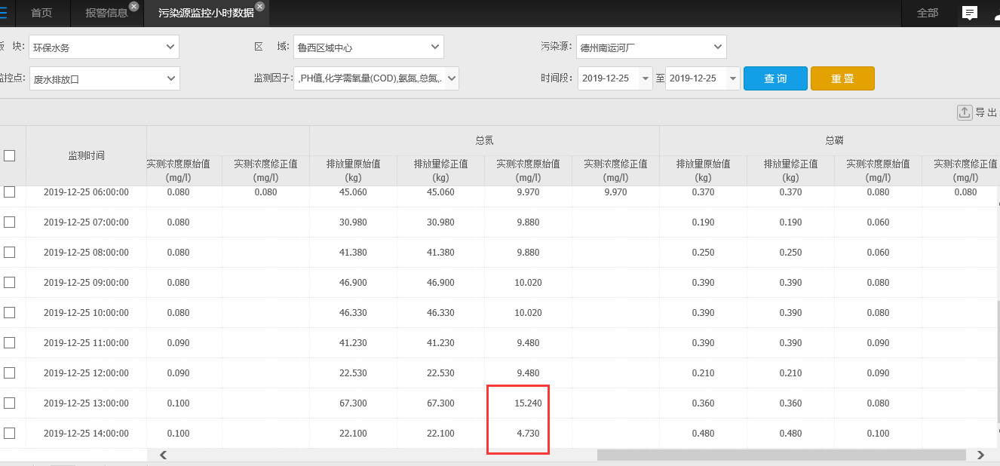 首页 报警信息 污染源监控小时数据 全部
块: 环保水务 区 域: 鲁西区域中心 污染源: 德州南运河厂
监控点: 废水排放口 监测因子: ,PH值,化学需氧量(COD),氨氮,总氮,. 时间段: 2019-12-25 至 2019-12-25 查询 重置
导出
监测时间 总氮 总磷
实测浓度原始值 实测浓度修正值 排放量原始值 排放量修正值 实测浓度原始值 实测浓度修正值 排放量原始值 排放量修正值 实测浓度原始值 实测浓度修正值
(mg/l) (mg/l) (kg) (kg) (mg/l) (mg/l) (kg) (kg) (mg/l) (mg/l)
2019-12-25 06:00:00 0.080 0.080 45.060 45.060 9.970 9.970 0.370 0.370 0.080 0.080
2019-12-25 07:00:00 0.080 30.980 30.980 9.880 0.190 0.190 0.060
2019-12-25 08:00:00 0.080 41.380 41.380 9.880 0.250 0.250 0.060
2019-12-25 09:00:00 0.080 46.900 46.900 10.020 0.390 0.390 0.080
2019-12-25 10:00:00 0.080 46.330 46.330 10.020 0.390 0.390 0.080
2019-12-25 11:00:00 0.090 41.230 41.230 9.480 0.390 0.390 0.090
2019-12-25 12:00:00 0.090 22.530 22.530 9.480 0.210 0.210 0.090
2019-12-25 13:00:00 0.100 67.300 67.300 15.240 0.360 0.360 0.080
2019-12-25 14:00:00 0.100 22.100 22.100 4.730 0.480 0.480 0.100